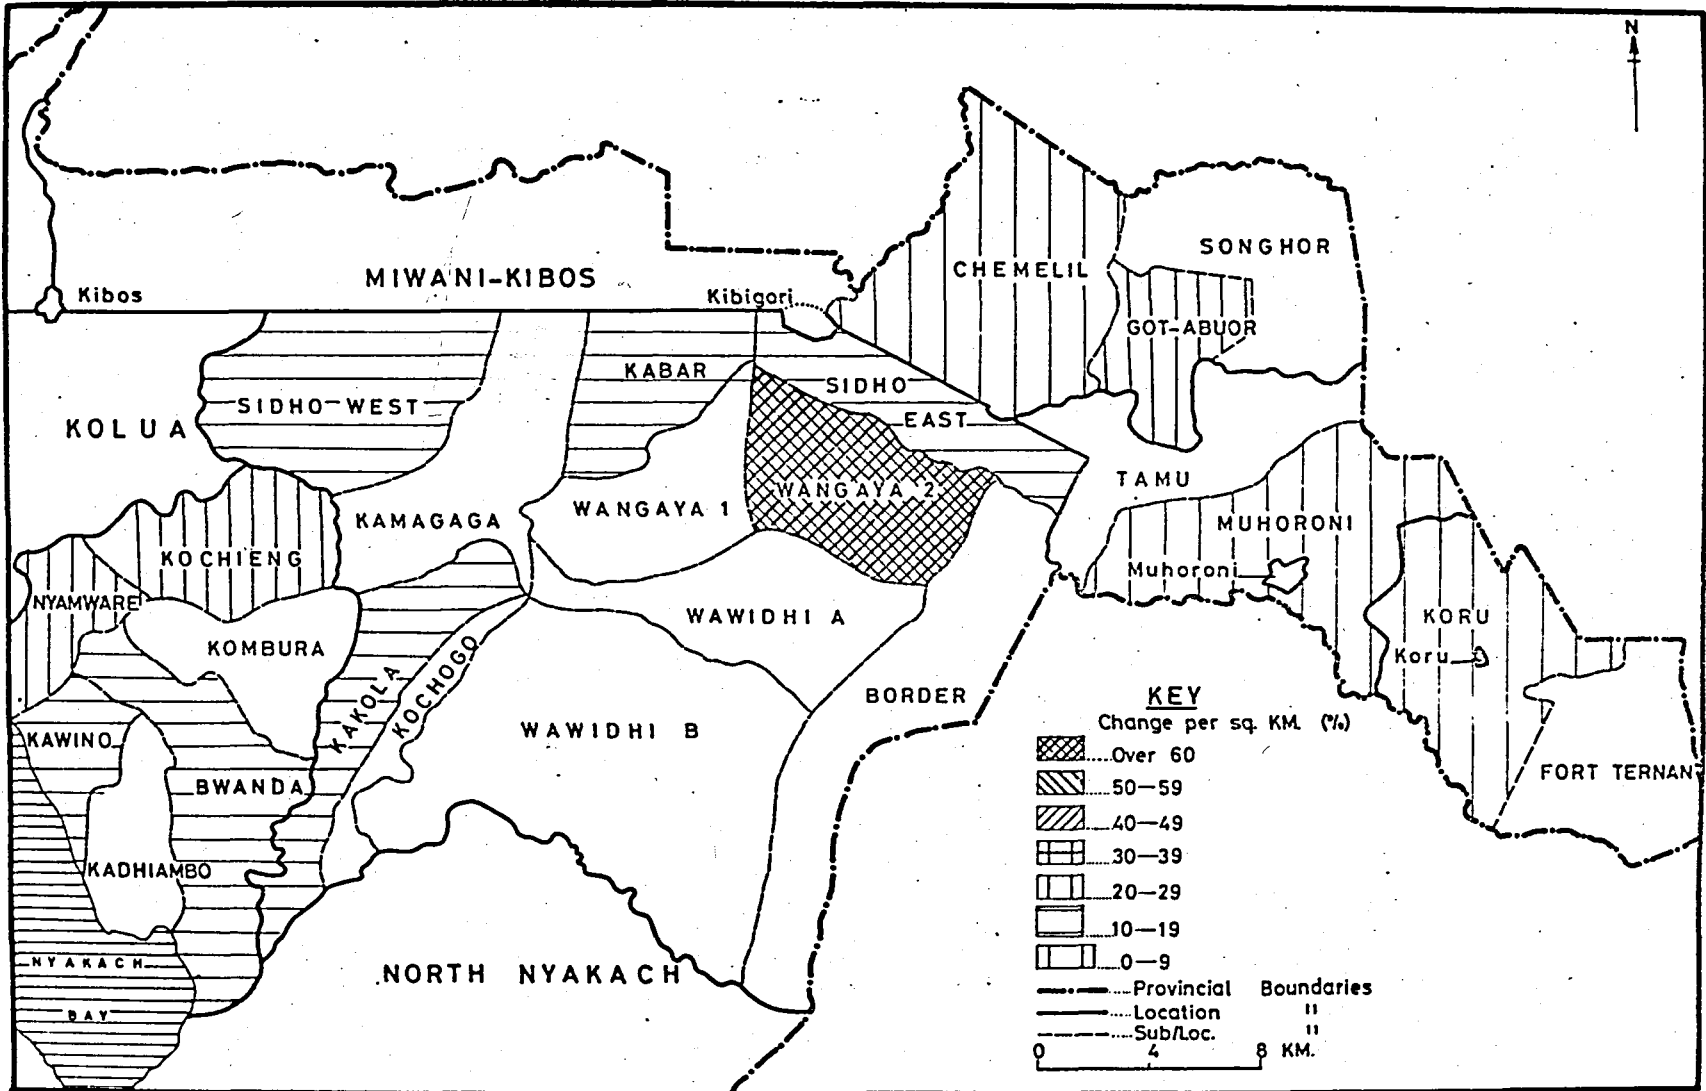 N
SONGHOR
CHEMELIL
MIWANI-KIBOS
Kibos
Kibigori
GOT-ABUOR
KABAR
SIDHO
EAST
SIDHO-WEST
KOLUA
TAMU
WANGAYA 2
WANGAYA 1
KAMAGAGA
MUHORONI
KOCHIENG
Muhoroni
NYAMWARE
WAWIDHI A
KORU
KOMBURA
Koru
KAKOLA
KOCHOGO
BORDER
WAWIDHI B
KAWINO
BWANDA
FORT TERNAN
KADHIAMBO
NYAKACH
BAY
NORTH NYAKACH
KEY
Change per sq. KM. (%)
Over 60
50-59
40-49
30-39
20-29
10-19
0-9
Provincial Boundaries
Location "
Sub/Loc. "
0 4 8 KM.